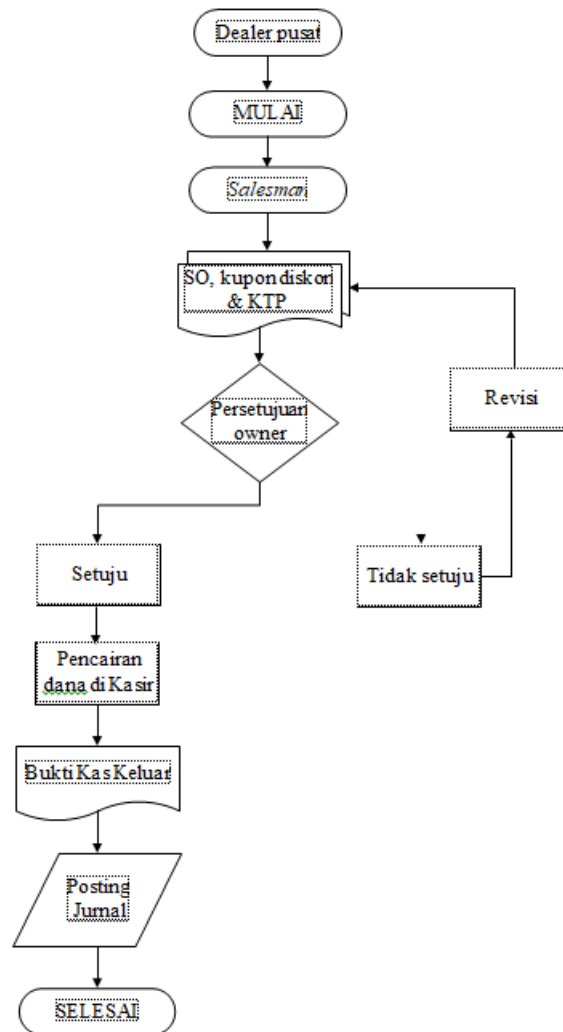 Dealer pusat
MULAI
Salesman
SO, kupon diskon
& KTP
Persetujuan
owner
Revisi
Setuju
Tidak setuju
Pencairan
dana di Kasir
Bukti Kas Keluar
Posting
Jurnal
SELESAI